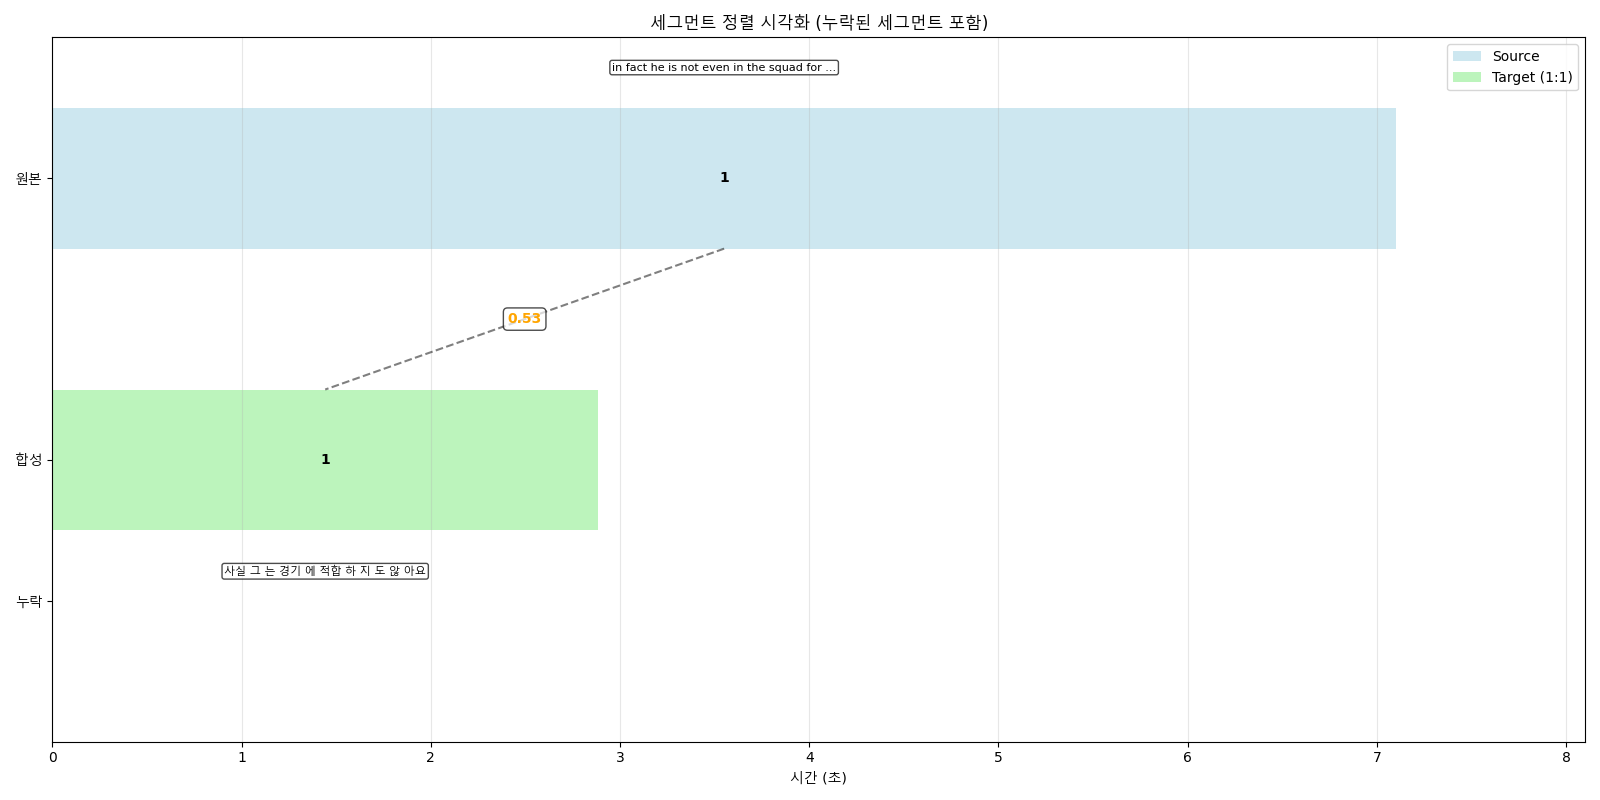 세그먼트 정렬 시각화 (누락된 세그먼트 포함)
in fact he is not even in the squad for ...
Source
Target (1:1)
원본
1
0.53
합성
1
사실 그 는 경기 에 적합 하 지 도 않 아요
누락
0 1 2 3 4 5 6 7 8
시간 (초)